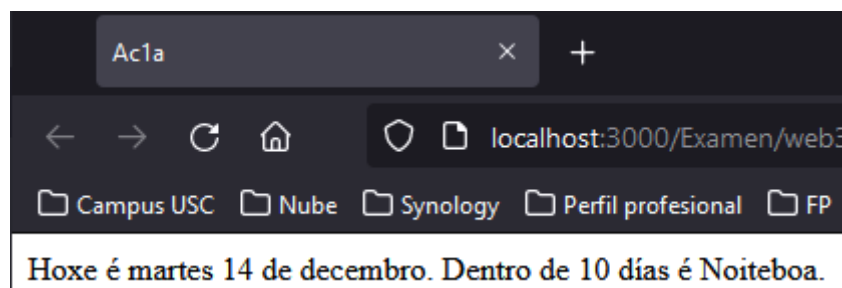 Ac1a
localhost:3000/Examen/web3
Campus USC Nube Synology Perfil profesional FP
Hoxe é martes 14 de decembro. Dentro de 10 días é Noiteboa.